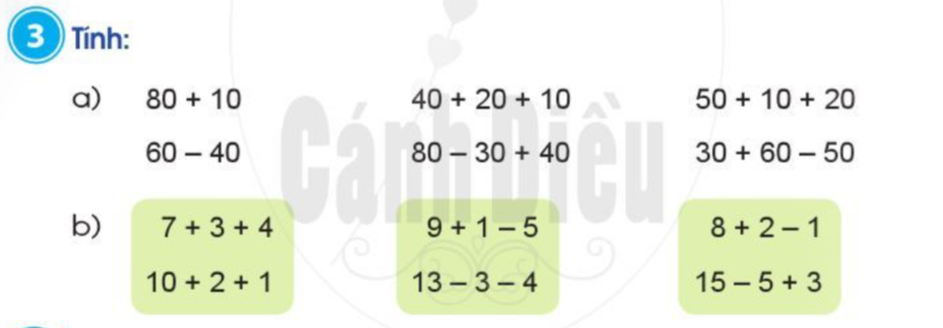 3 Tính:
a) 80 + 10 40 + 20 + 10 50 + 10 + 20
60 – 40 80 – 30 + 40 30 + 60 – 50
Cánh Diều
b) 7 + 3 + 4 9 + 1 – 5 8 + 2 – 1
10 + 2 + 1 13 – 3 – 4 15 – 5 + 3